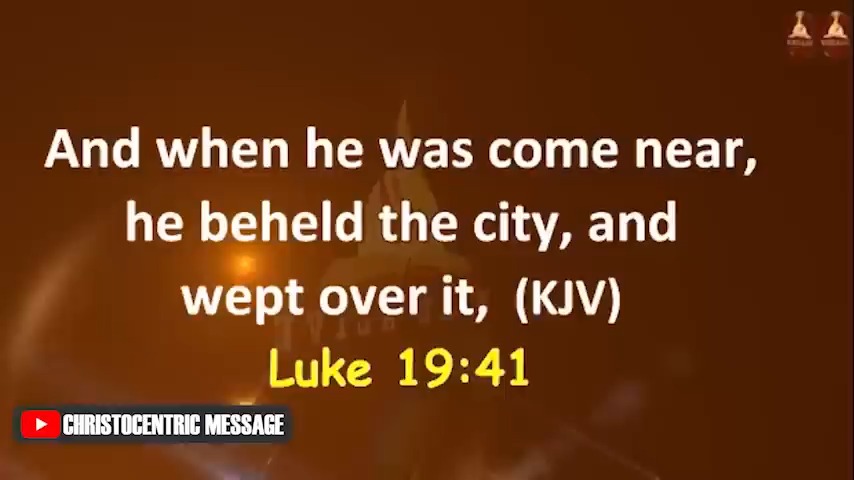 And when he was come near,
he beheld the city, and
wept over it, (KJV)
Luke 19:41
CHRISTOCENTRIC MESSAGE